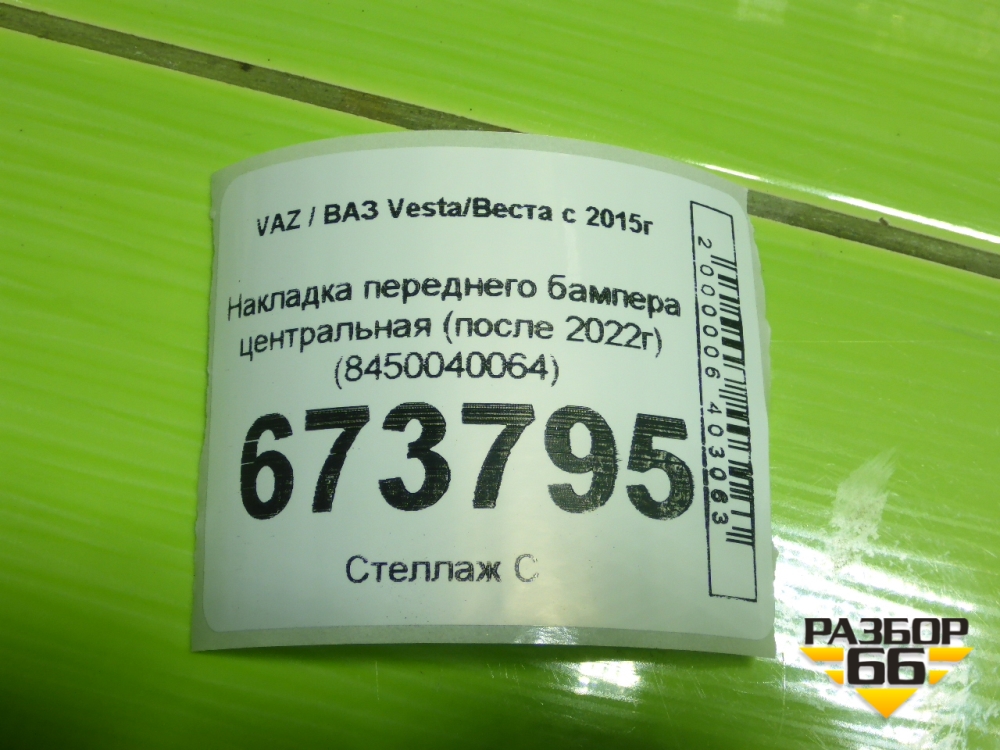 VAZ / ВАЗ Vesta/Веста с 2015г
Накладка переднего бампера
центральная (после 2022г)
(8450040064)
673795
Стеллаж С
2000006403063
РАЗБОР
66